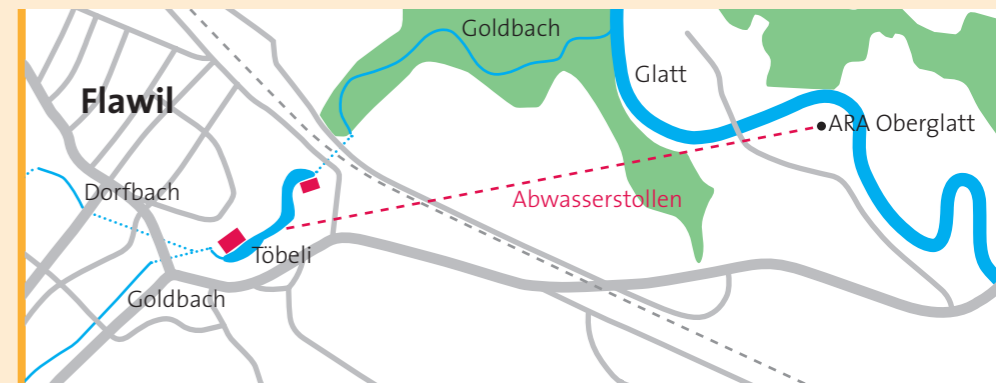 Goldbach
Glatt
Flawil
ARA Oberglatt
Dorfbach
Abwasserstollen
Töbeli
Goldbach